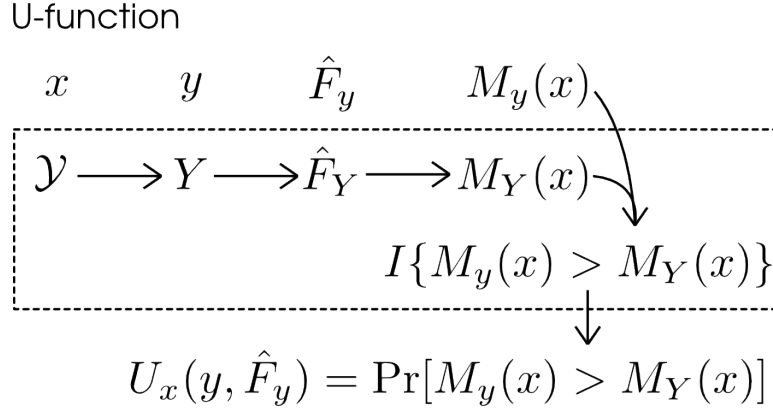 U-function
x y F̂_y M_y(x)
𝒴 → Y → F̂_Y → M_Y(x)
I{M_y(x) > M_Y(x)}
U_x(y, F̂_y) = Pr[M_y(x) > M_Y(x)]